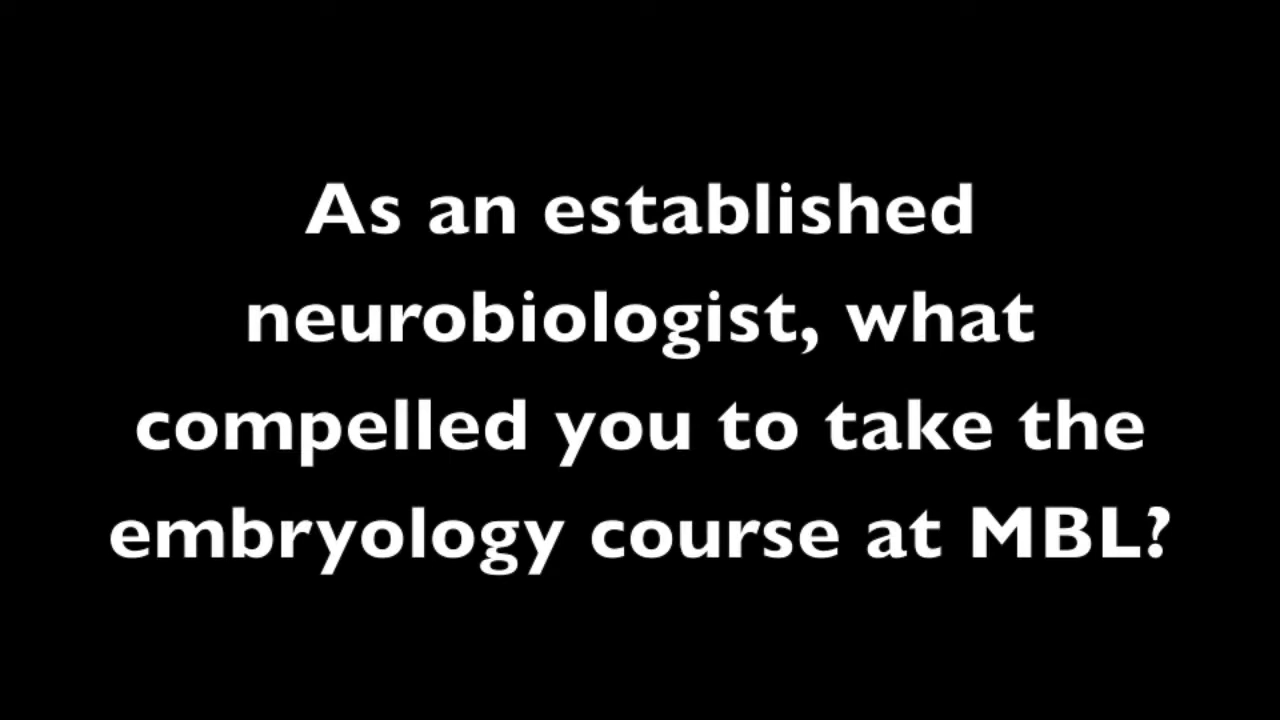 As an established
neurobiologist, what
compelled you to take the
embryology course at MBL?